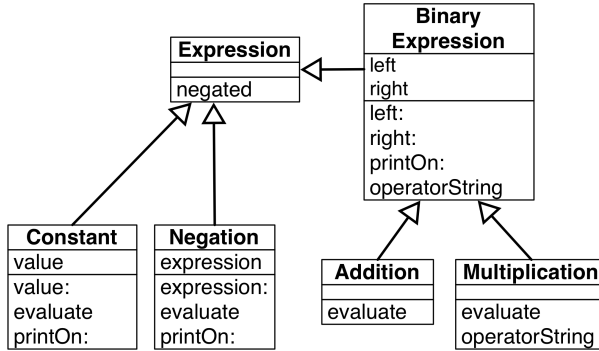 Expression
negated
Binary
Expression
left
right
left:
right:
printOn:
operatorString
Constant
value
value:
evaluate
printOn:
Negation
expression
expression:
evaluate
printOn:
Addition
evaluate
Multiplication
evaluate
operatorString